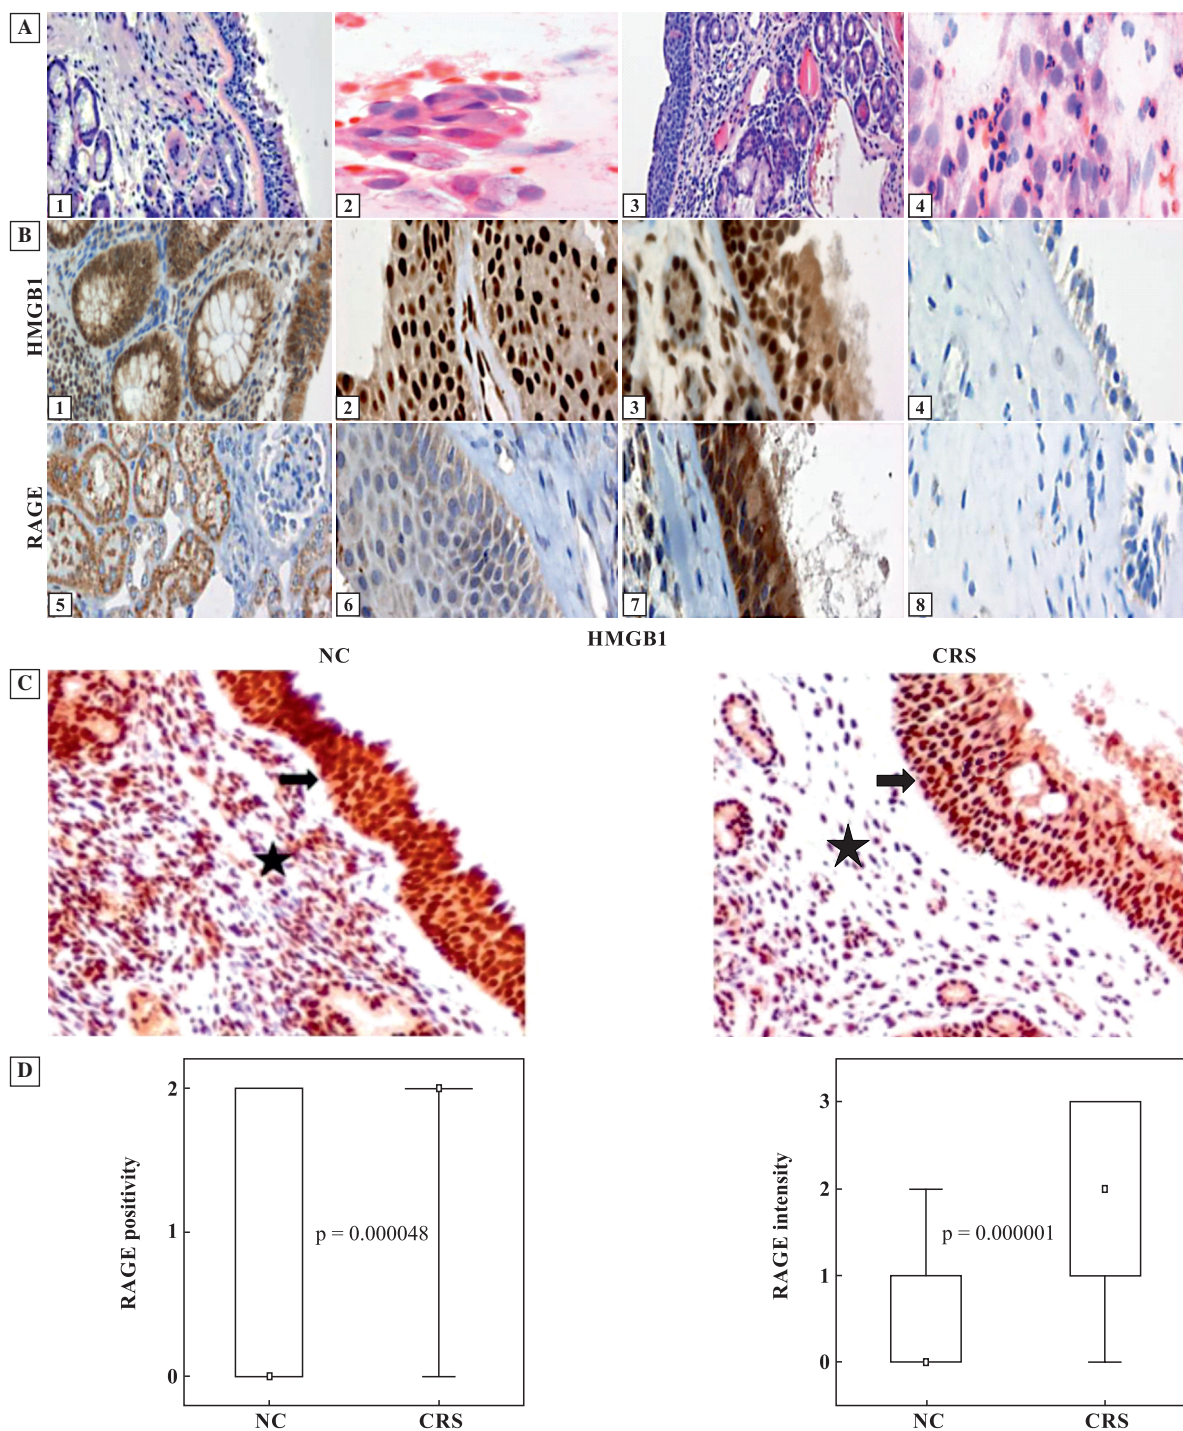 A
1
2
3
4
B
HMGB1
1
2
3
4
RAGE
5
6
7
8
HMGB1
NC
CRS
C
D
RAGE positivity
2
1
0
p = 0.000048
NC
CRS
RAGE intensity
3
2
1
0
p = 0.000001
NC
CRS